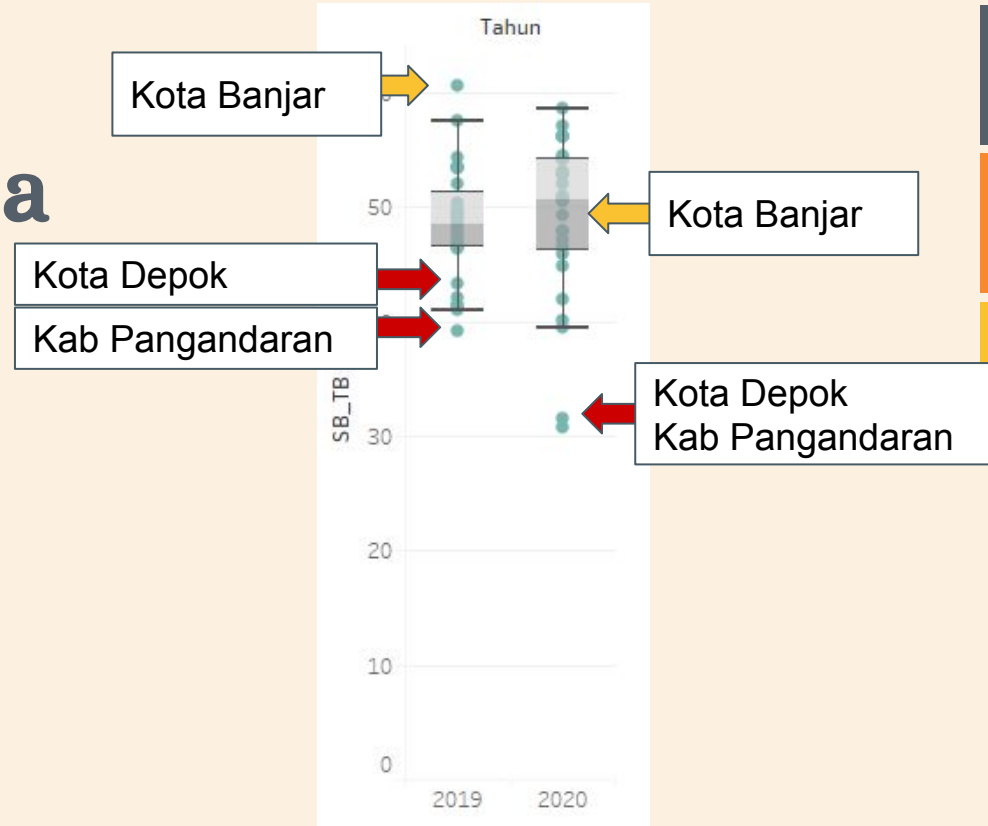 Tahun
Kota Banjar
a
50
Kota Banjar
Kota Depok
Kab Pangandaran
SB_TB
Kota Depok
Kab Pangandaran
30
20
10
0
2019 2020